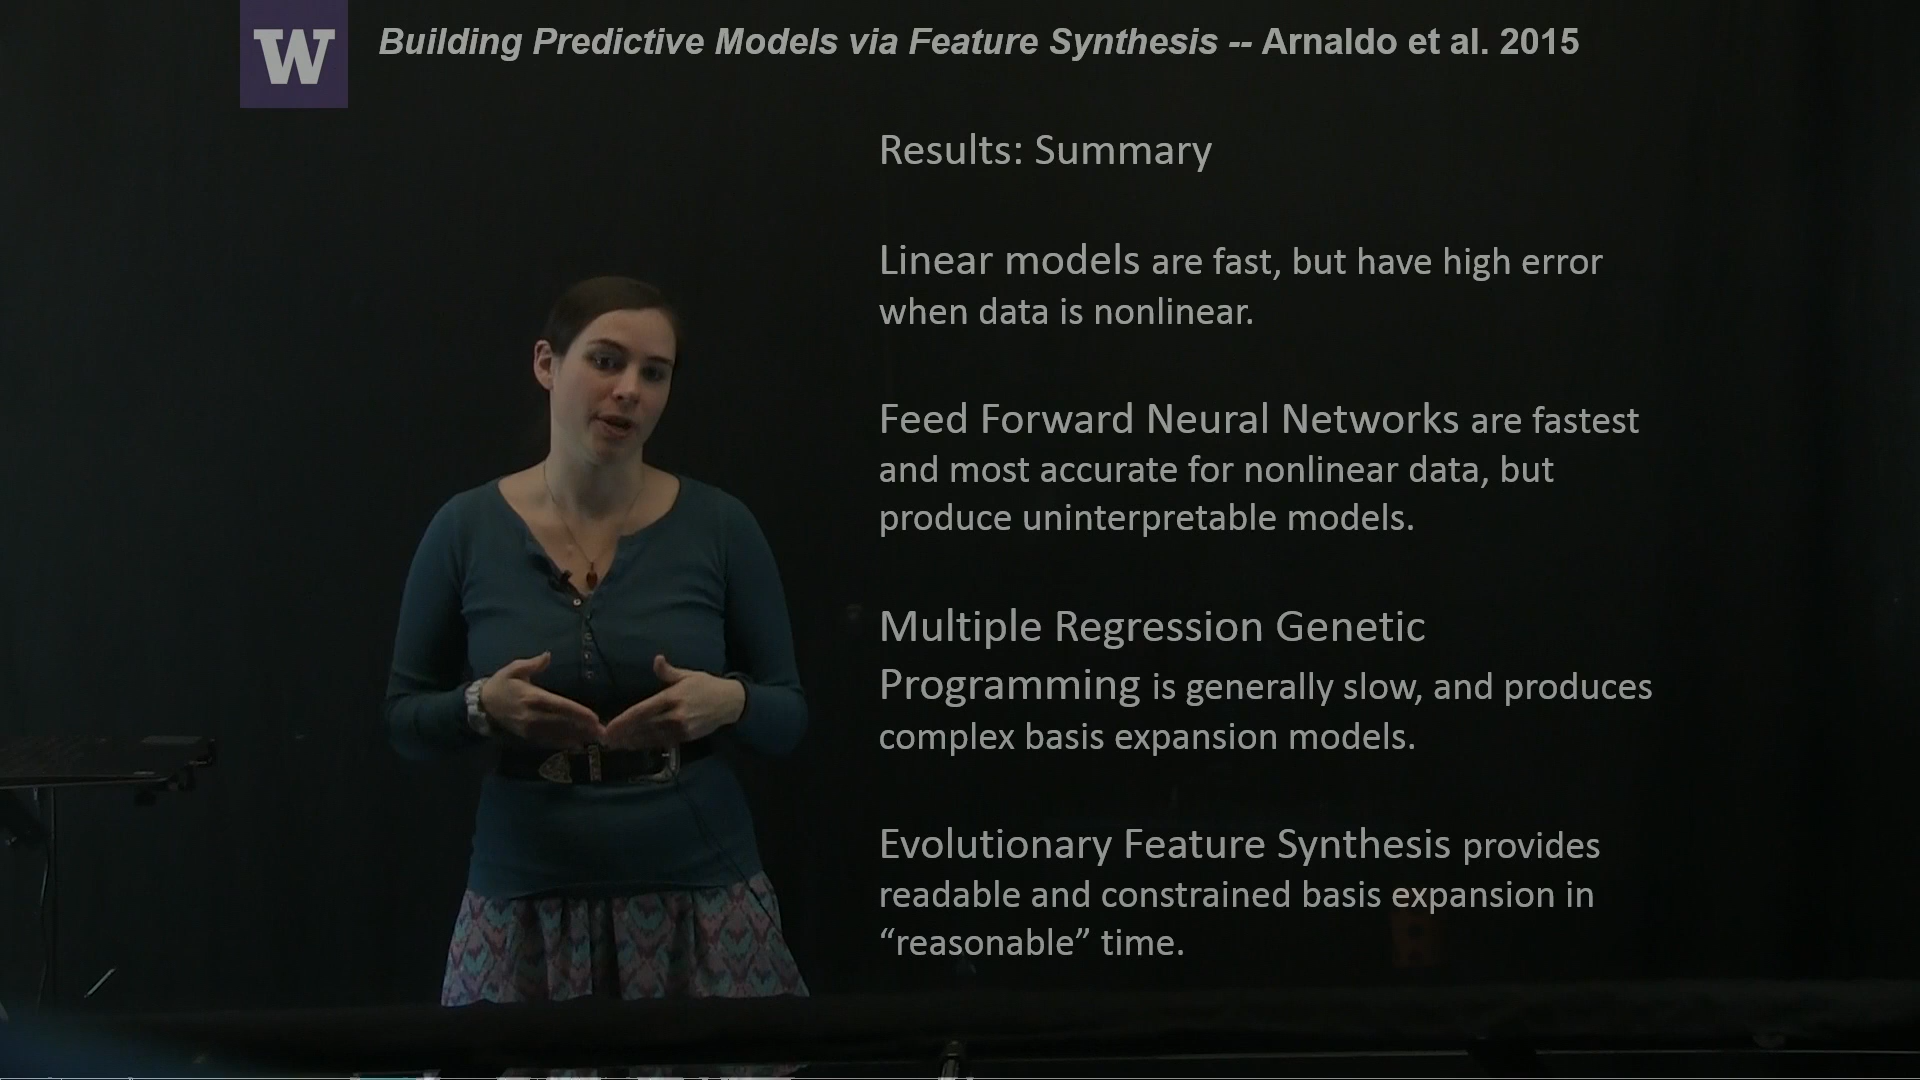 W
Building Predictive Models via Feature Synthesis -- Arnaldo et al. 2015
Results: Summary
Linear models are fast, but have high error
when data is nonlinear.
Feed Forward Neural Networks are fastest
and most accurate for nonlinear data, but
produce uninterpretable models.
Multiple Regression Genetic
Programming is generally slow, and produces
complex basis expansion models.
Evolutionary Feature Synthesis provides
readable and constrained basis expansion in
“reasonable” time.